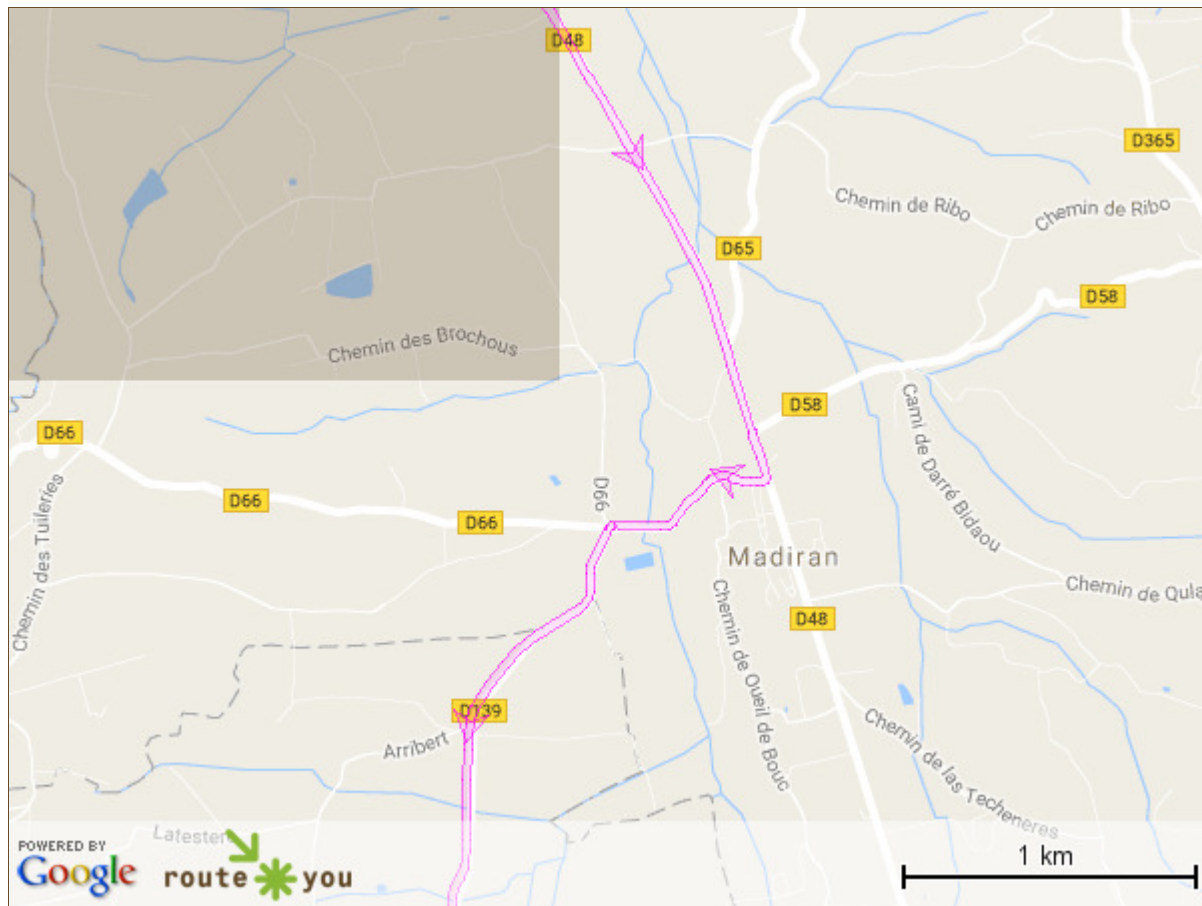 D48
D365
Chemin de Ribo
Chemin de Ribo
D65
D58
Chemin des Brochous
D58
D66
Cami de Darré Bidaou
D66
D66
D66
Chemin des Tuileries
Madiran
Chemin de Qula
Chemin de Oueil de Bouc
D48
D139
Arribert
Chemin de las Techeneres
Latester
POWERED BY
Google
route you
1 km